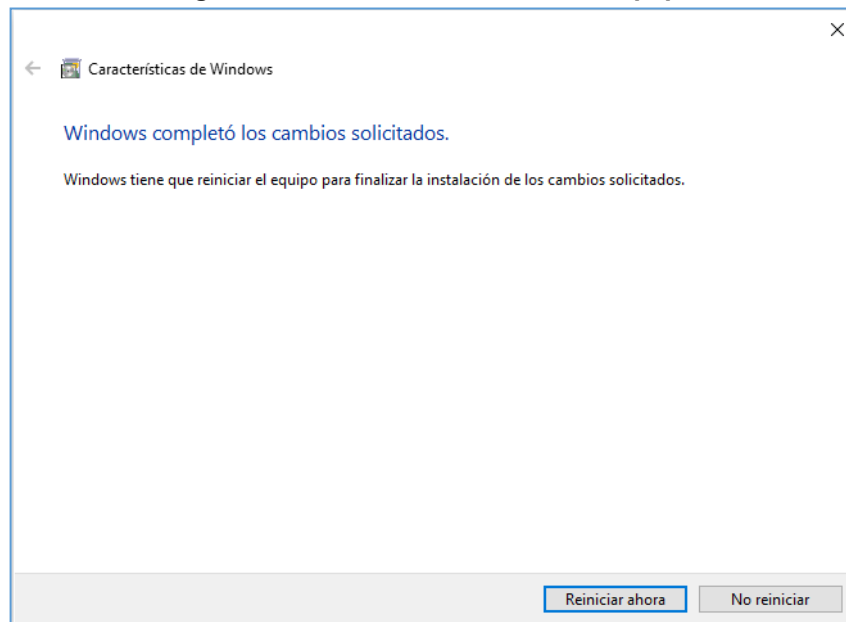 Características de Windows
Windows completó los cambios solicitados.
Windows tiene que reiniciar el equipo para finalizar la instalación de los cambios solicitados.
Reiniciar ahora
No reiniciar